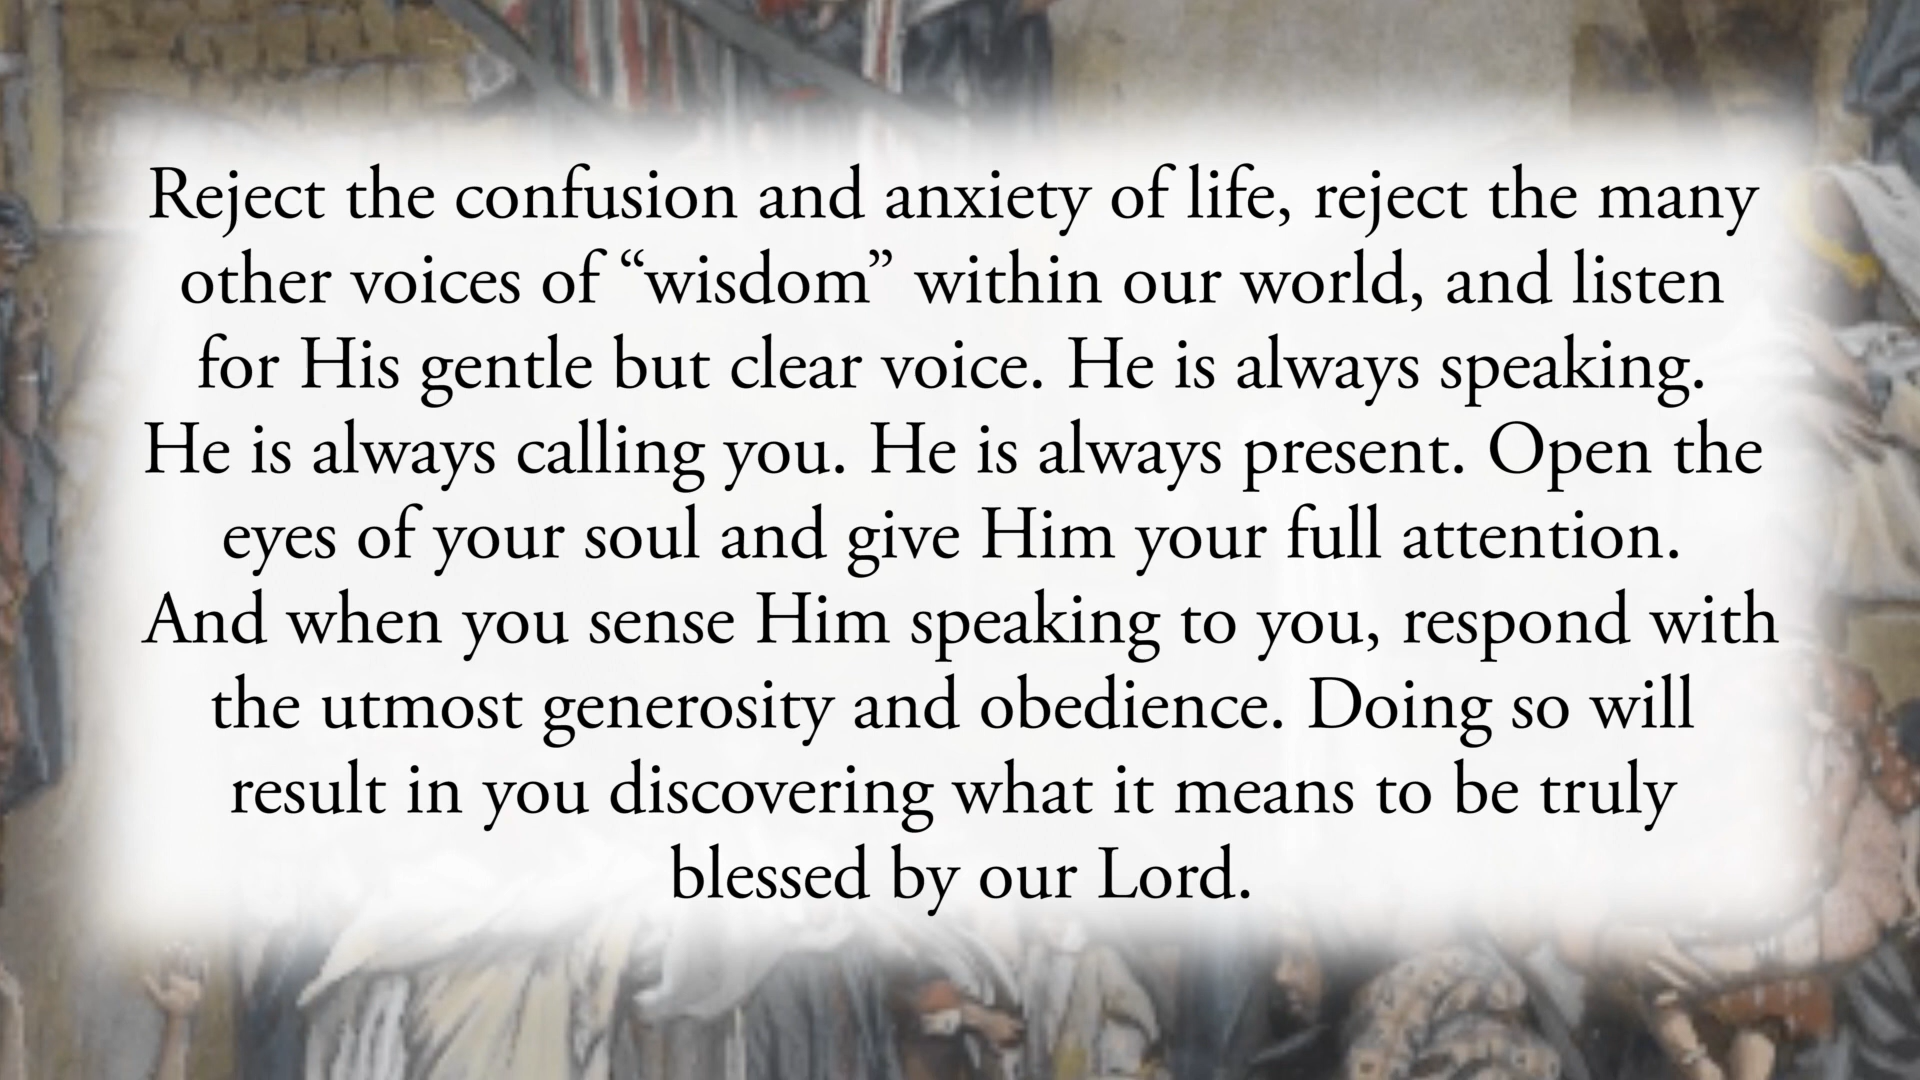 Reject the confusion and anxiety of life, reject the many
other voices of “wisdom” within our world, and listen
for His gentle but clear voice. He is always speaking.
He is always calling you. He is always present. Open the
eyes of your soul and give Him your full attention.
And when you sense Him speaking to you, respond with
the utmost generosity and obedience. Doing so will
result in you discovering what it means to be truly
blessed by our Lord.